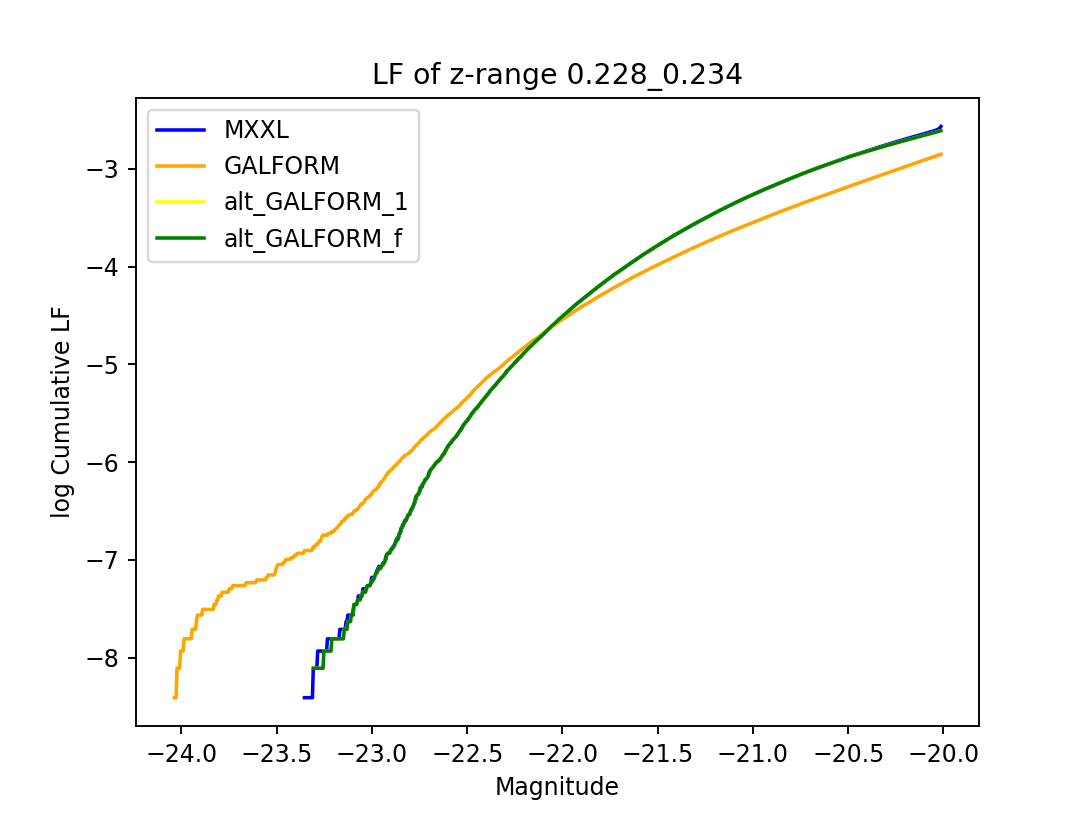 LF of z-range 0.228_0.234
MXXL
GALFORM
alt_GALFORM_1
alt_GALFORM_f
−3
−4
−5
−6
−7
−8
log Cumulative LF
−24.0 −23.5 −23.0 −22.5 −22.0 −21.5 −21.0 −20.5 −20.0
Magnitude